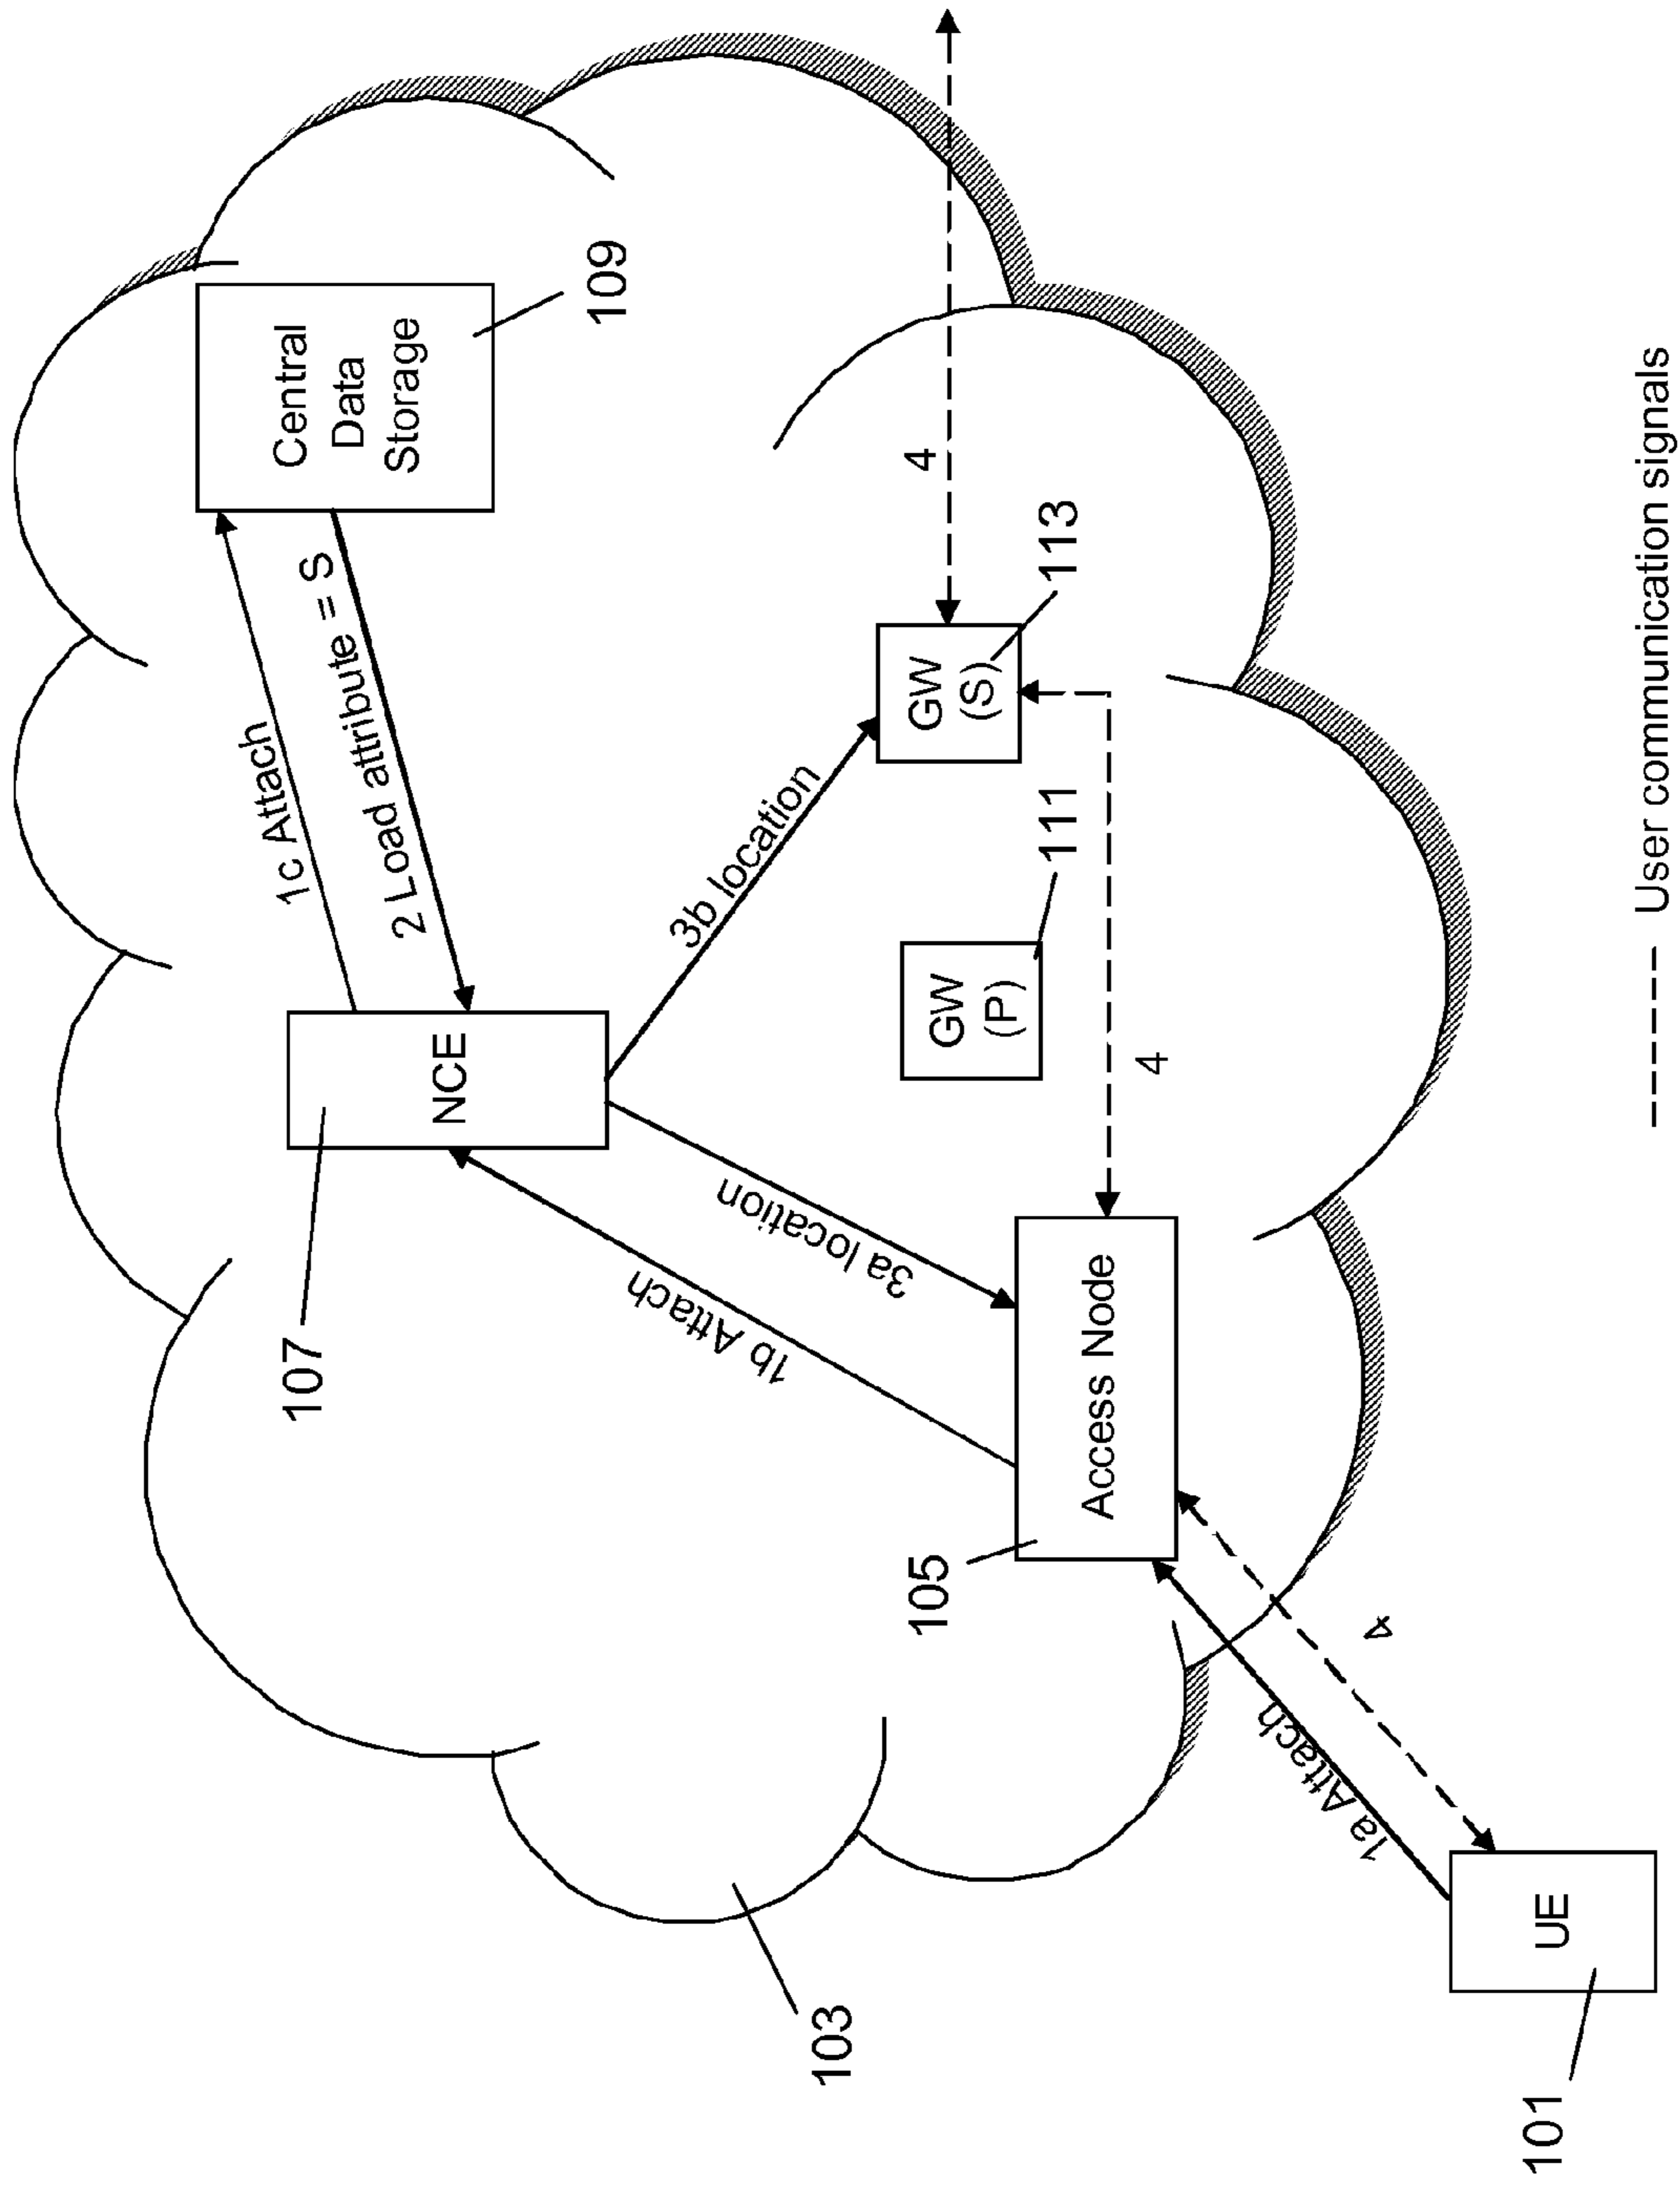 1c Attach
2 Load attribute = S
Central
Data
Storage
109
107
NCE
1b Attach
3a location
3b location
GW
(P)
111
GW
(S)
113
4
4
105
Access Node
103
1a Attach
4
UE
101
------ User communication signals